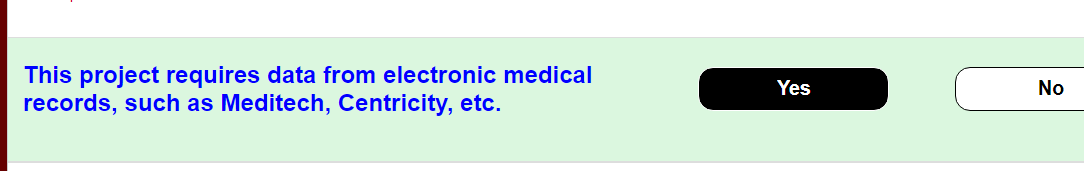 This project requires data from electronic medical
records, such as Meditech, Centricity, etc.
Yes
No